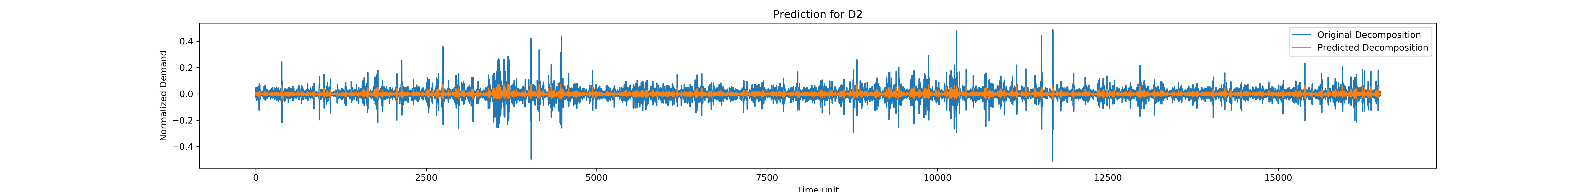 Prediction for D2
Original Decomposition
Predicted Decomposition
Normalized Demand
0.4
0.2
0.0
−0.2
−0.4
0
2500
5000
7500
10000
12500
15000
Time unit